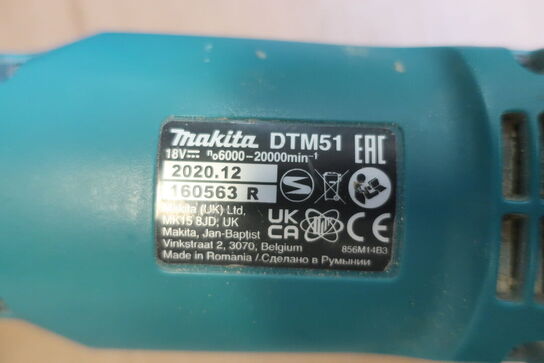 makita DTM51
18V⎓ n₀6000-20000min⁻¹
EAC
2020.12
160563 R
Makita (UK) Ltd.
MK15 8JD, UK
UK
CA
CE
Makita, Jan-Baptist
Vinkstraat 2, 3070, Belgium
856M14B3
Made in Romania /Сделано в Румынии